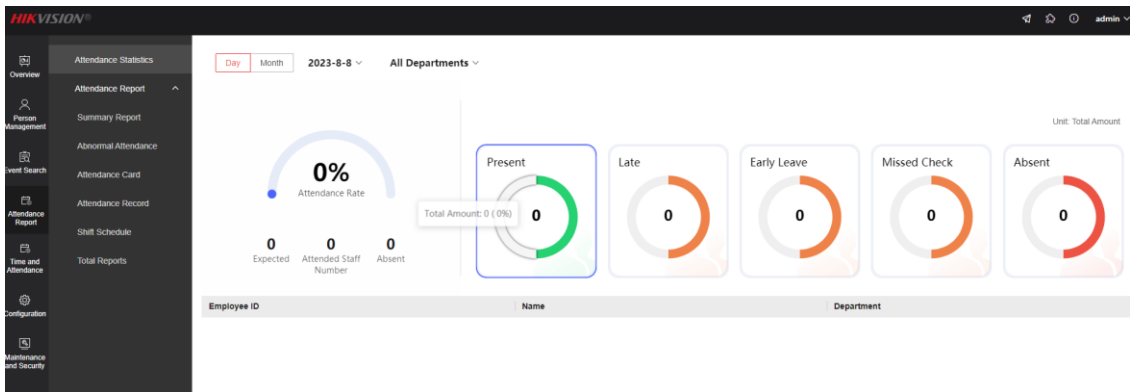 HIKVISION®
admin
Overview
Person
Management
Event Search
Attendance
Report
Time and
Attendance
Configuration
Maintenance
and Security
Attendance Statistics
Attendance Report
Summary Report
Abnormal Attendance
Attendance Card
Attendance Record
Shift Schedule
Total Reports
Day Month 2023-8-8 All Departments
Unit: Total Amount
0%
Attendance Rate
0 0 0
Expected Attended Staff Absent
Number
Total Amount: 0 ( 0%)
Present Late Early Leave Missed Check Absent
0 0 0 0 0
Employee ID Name Department